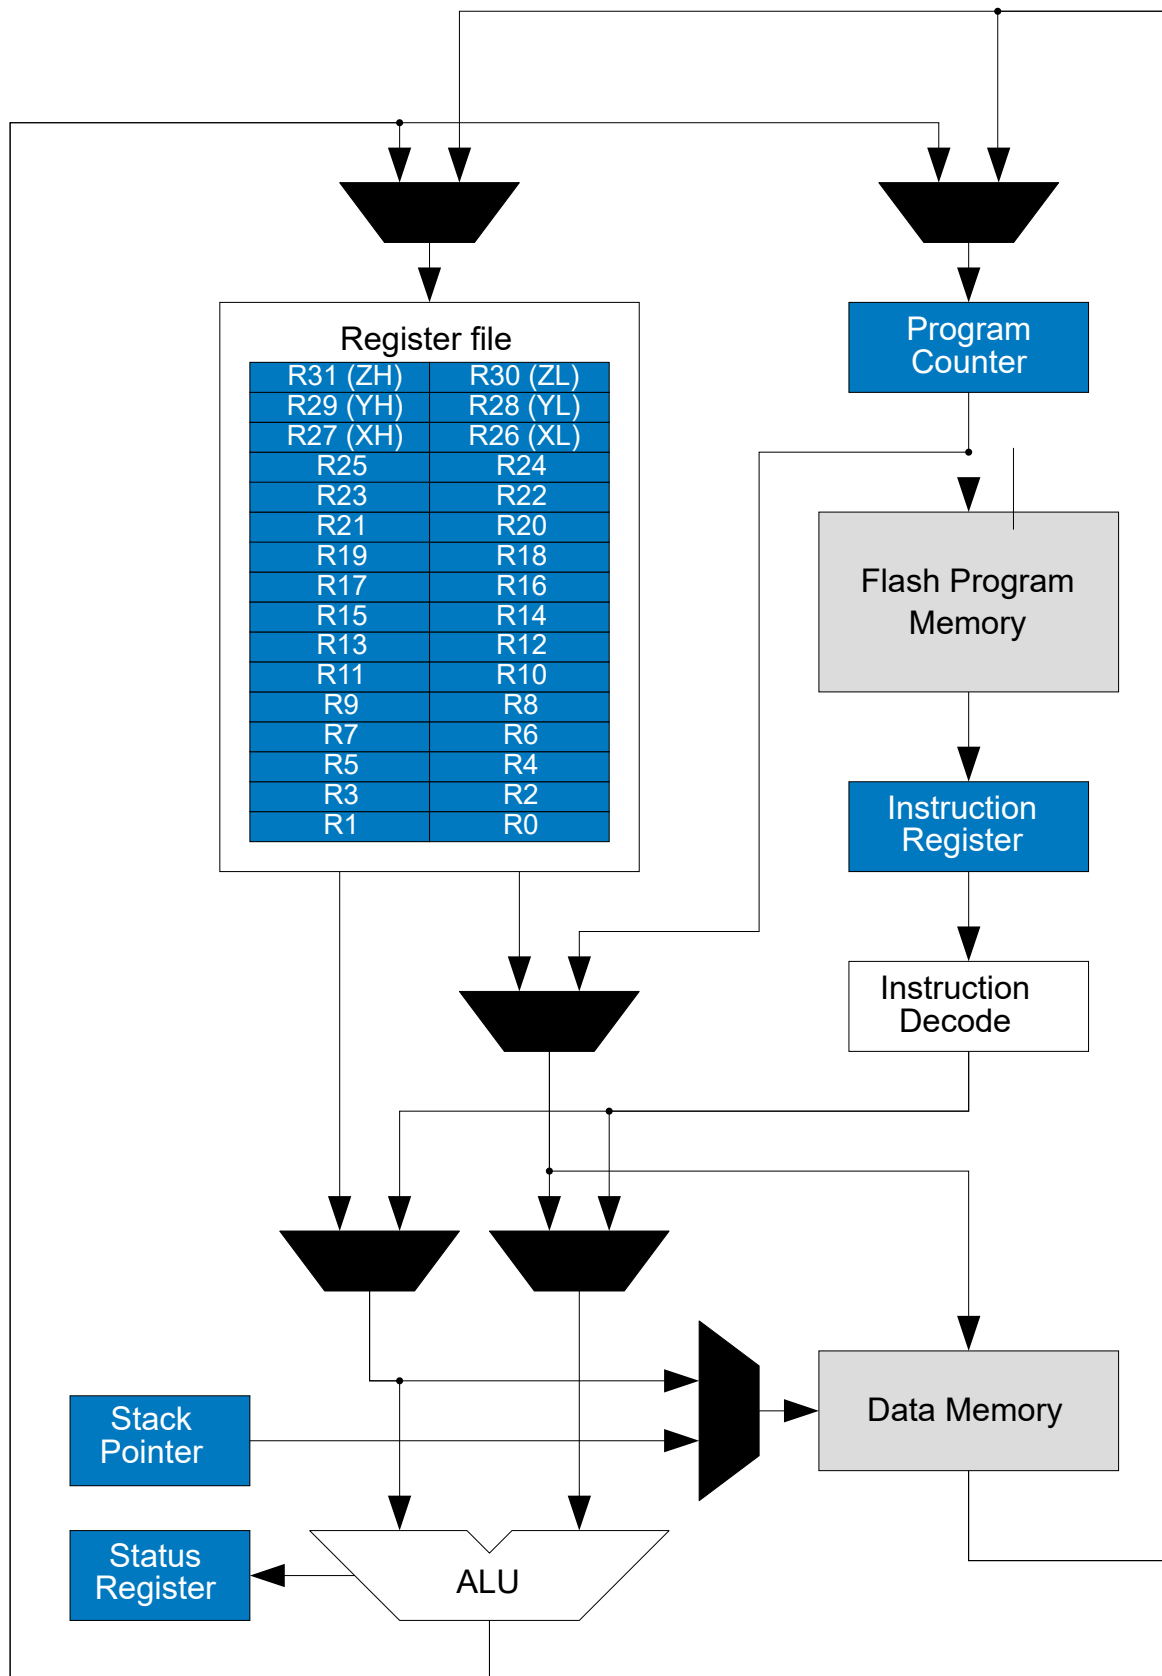 Register file
R31 (ZH) R30 (ZL)
R29 (YH) R28 (YL)
R27 (XH) R26 (XL)
R25 R24
R23 R22
R21 R20
R19 R18
R17 R16
R15 R14
R13 R12
R11 R10
R9 R8
R7 R6
R5 R4
R3 R2
R1 R0
Program
Counter
Flash Program
Memory
Instruction
Register
Instruction
Decode
Stack
Pointer
Data Memory
Status
Register
ALU